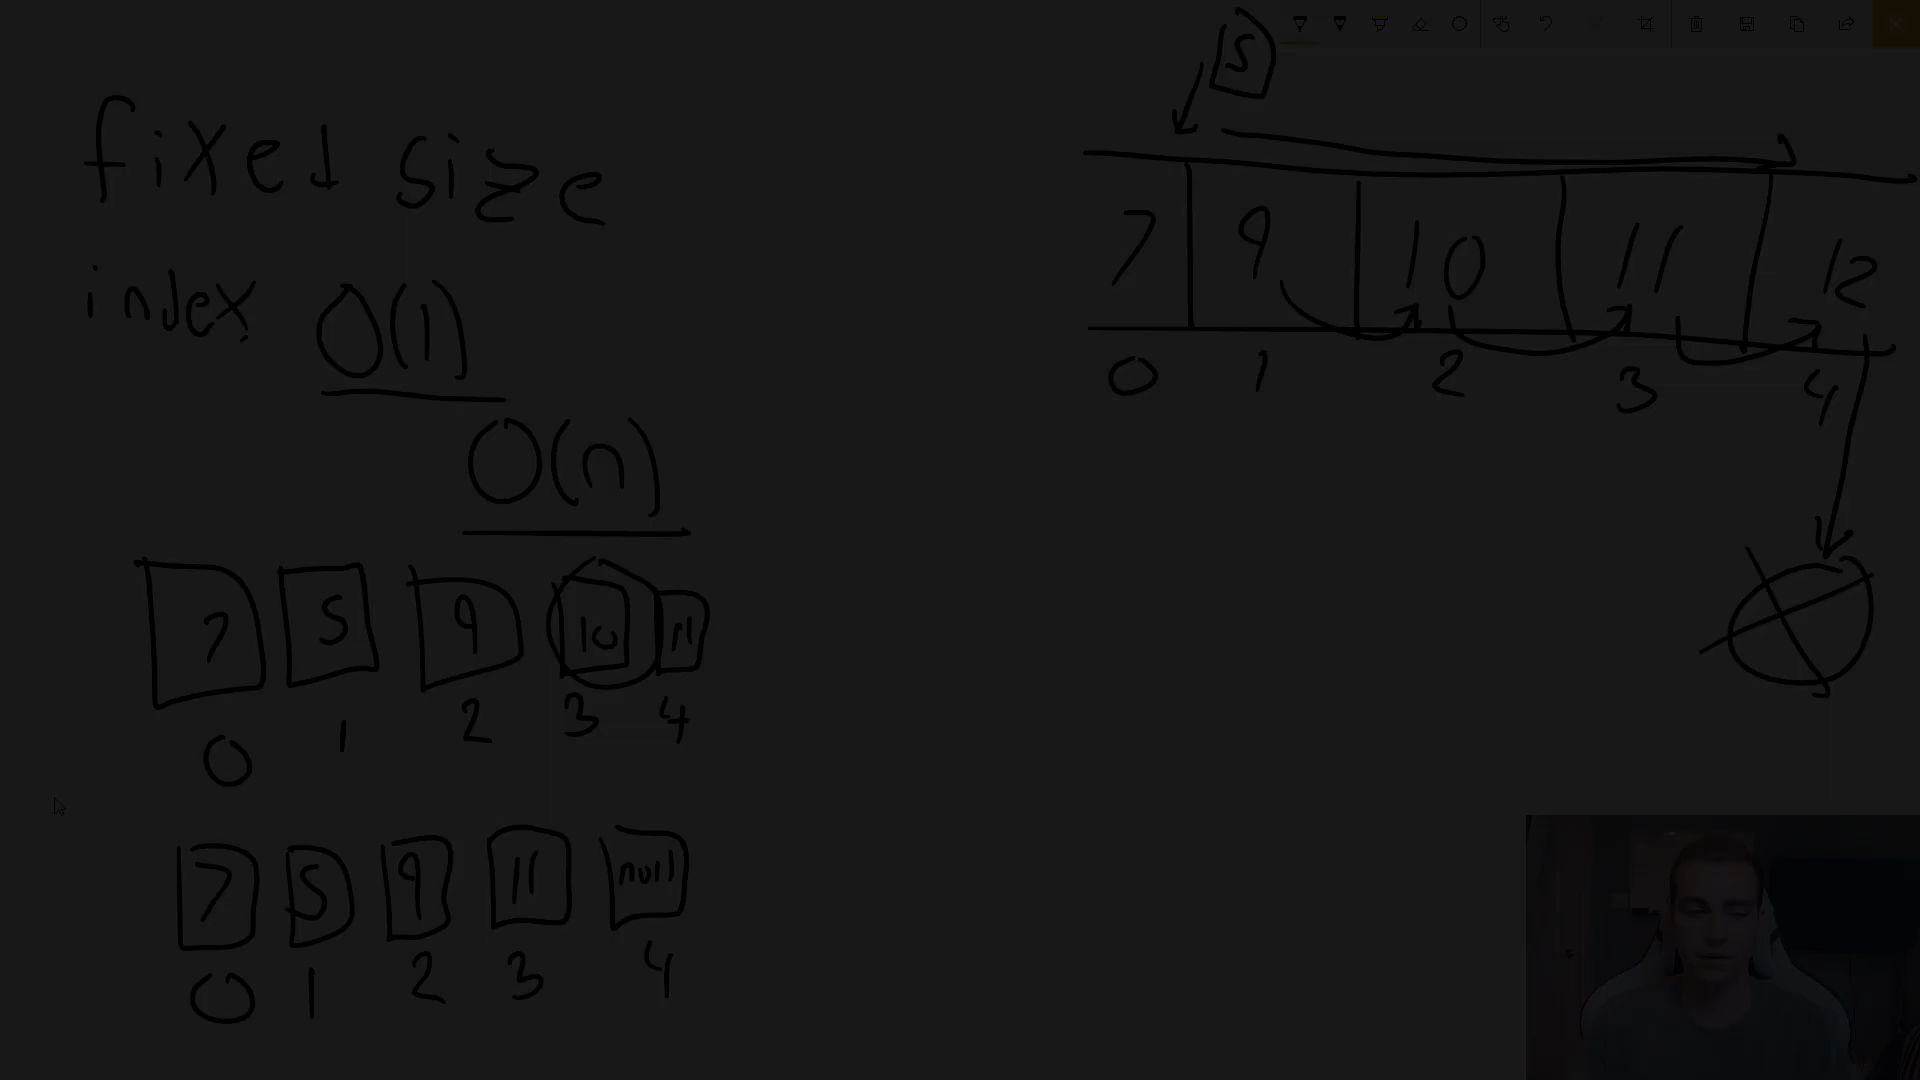 fixed size
index O(1)
O(n)
7 5 9 10 11
0 1 2 3 4
7 5 9 11 null
0 1 2 3 4
5
7 9 10 11 12
0 1 2 3 4